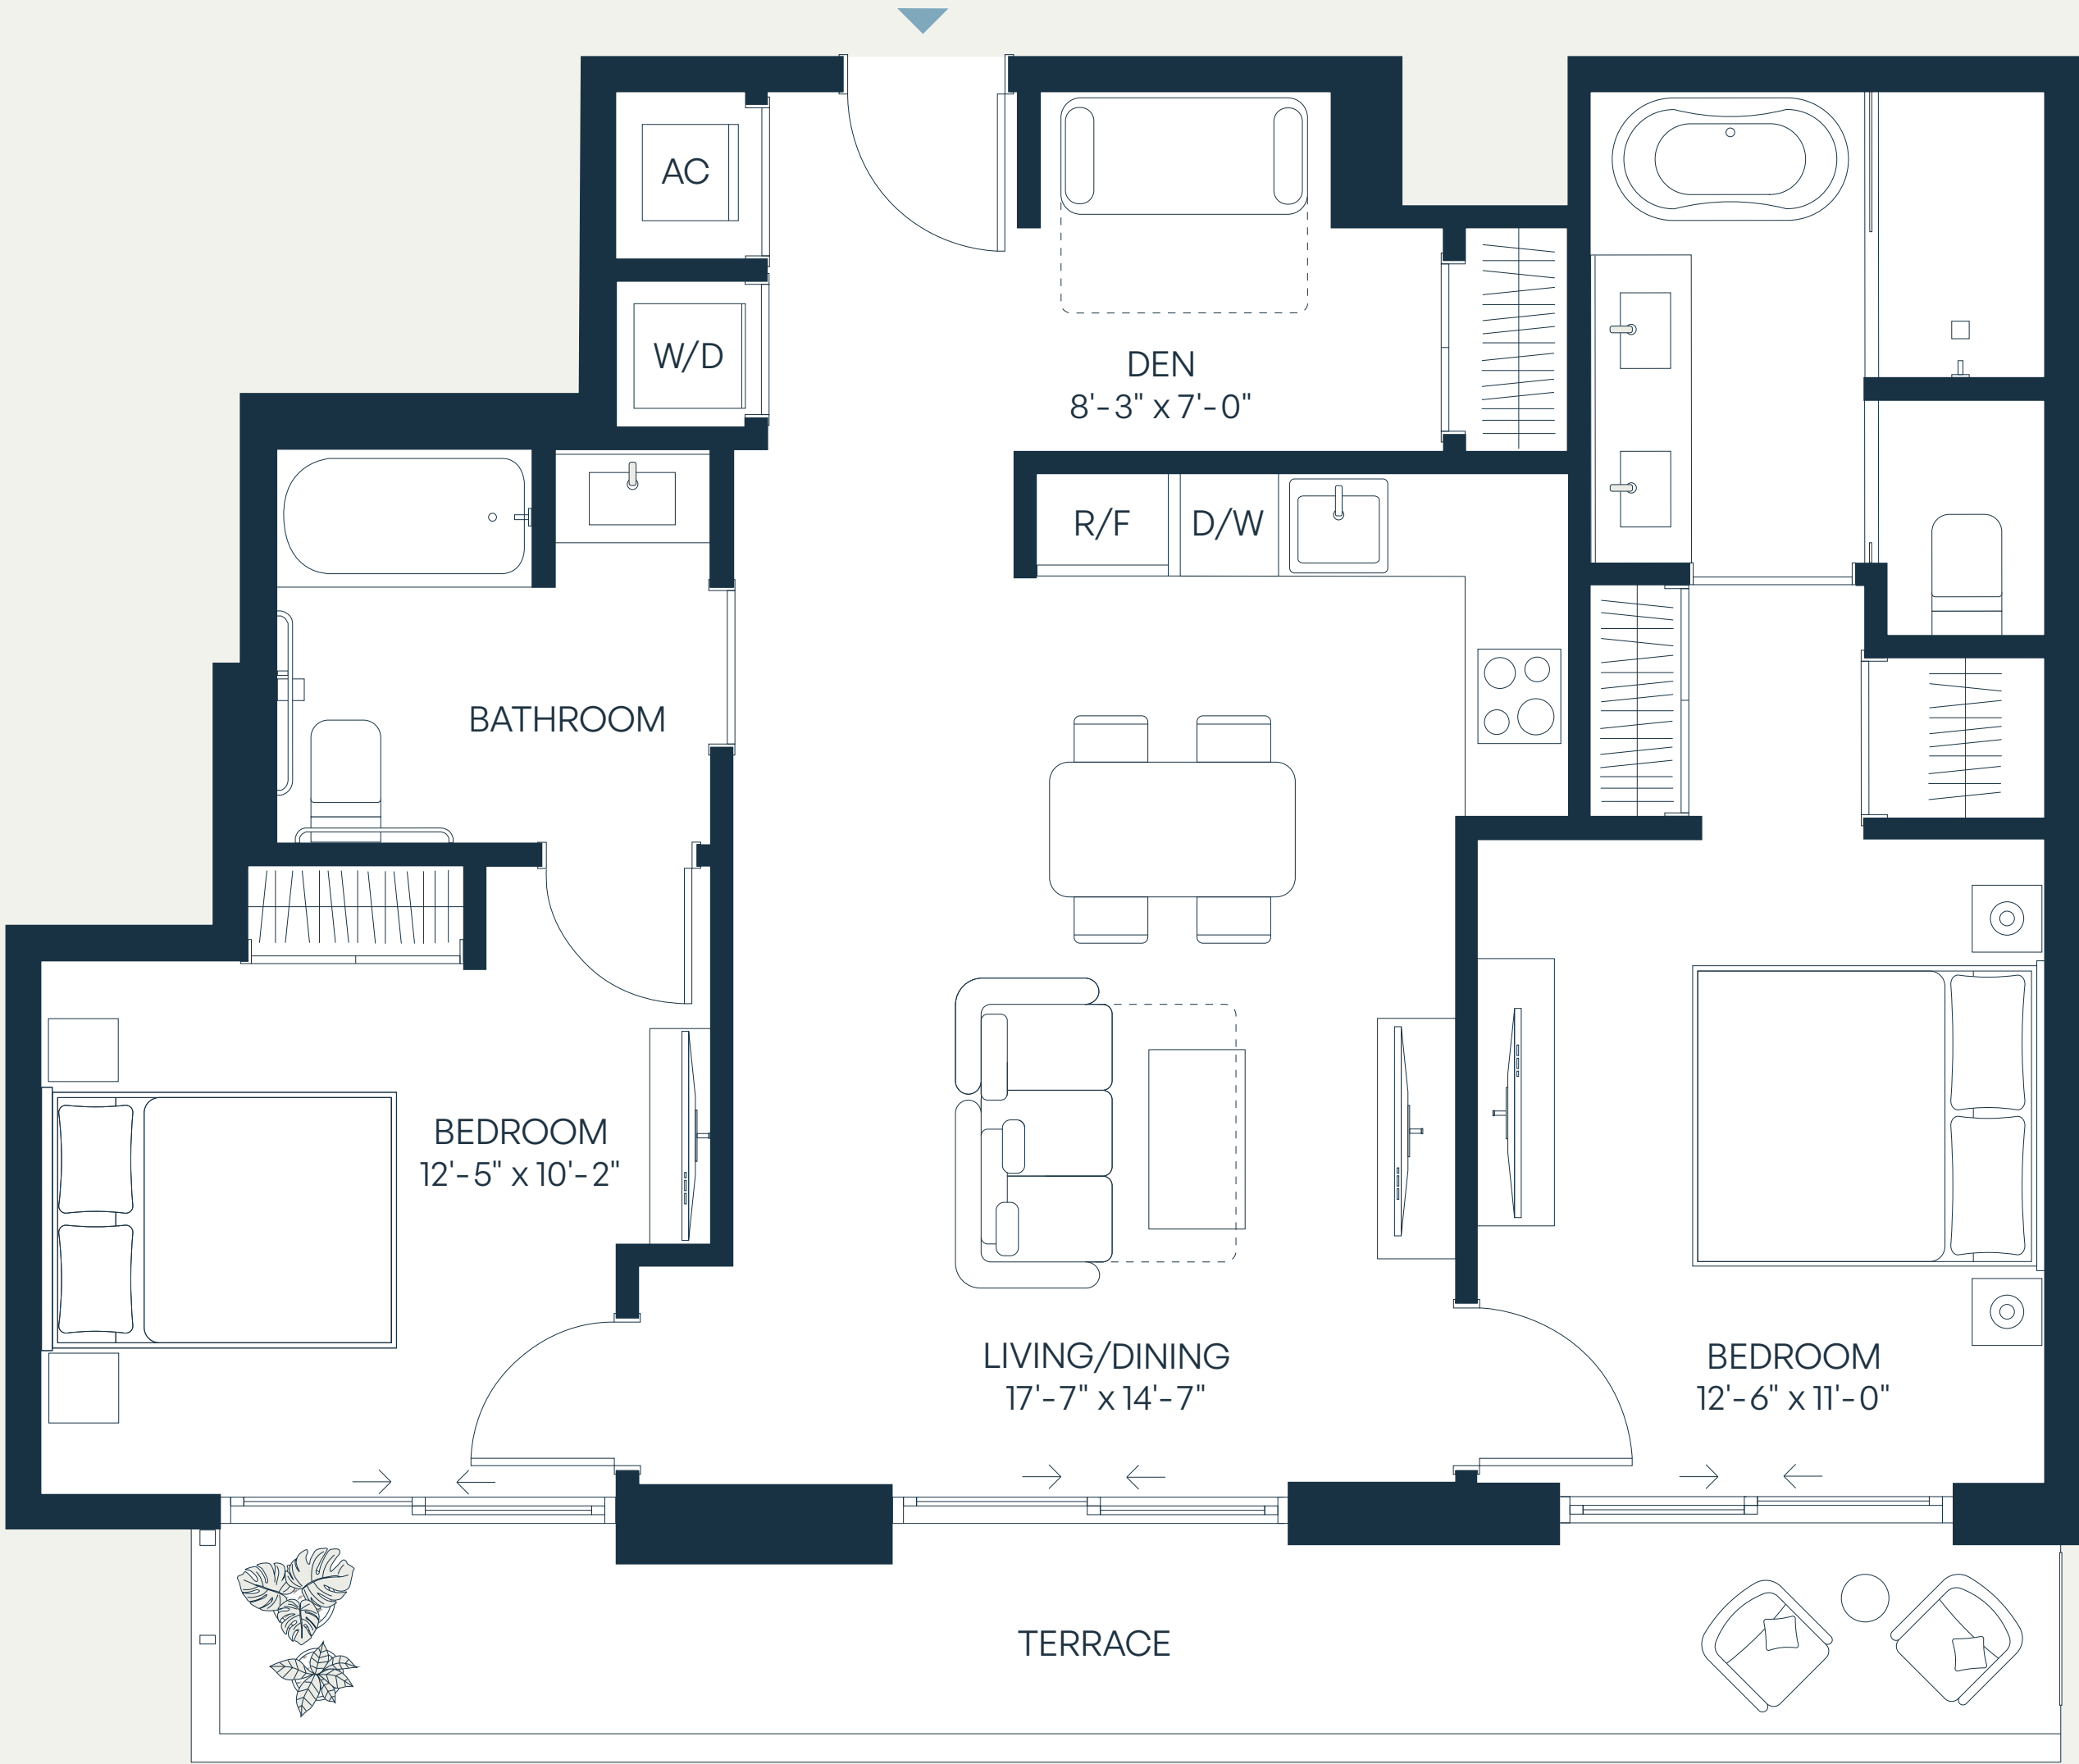 AC
W/D
DEN
8'-3" x 7'-0"
R/F
D/W
BATHROOM
BEDROOM
12'-5" x 10'-2"
LIVING/DINING
17'-7" x 14'-7"
BEDROOM
12'-6" x 11'-0"
TERRACE